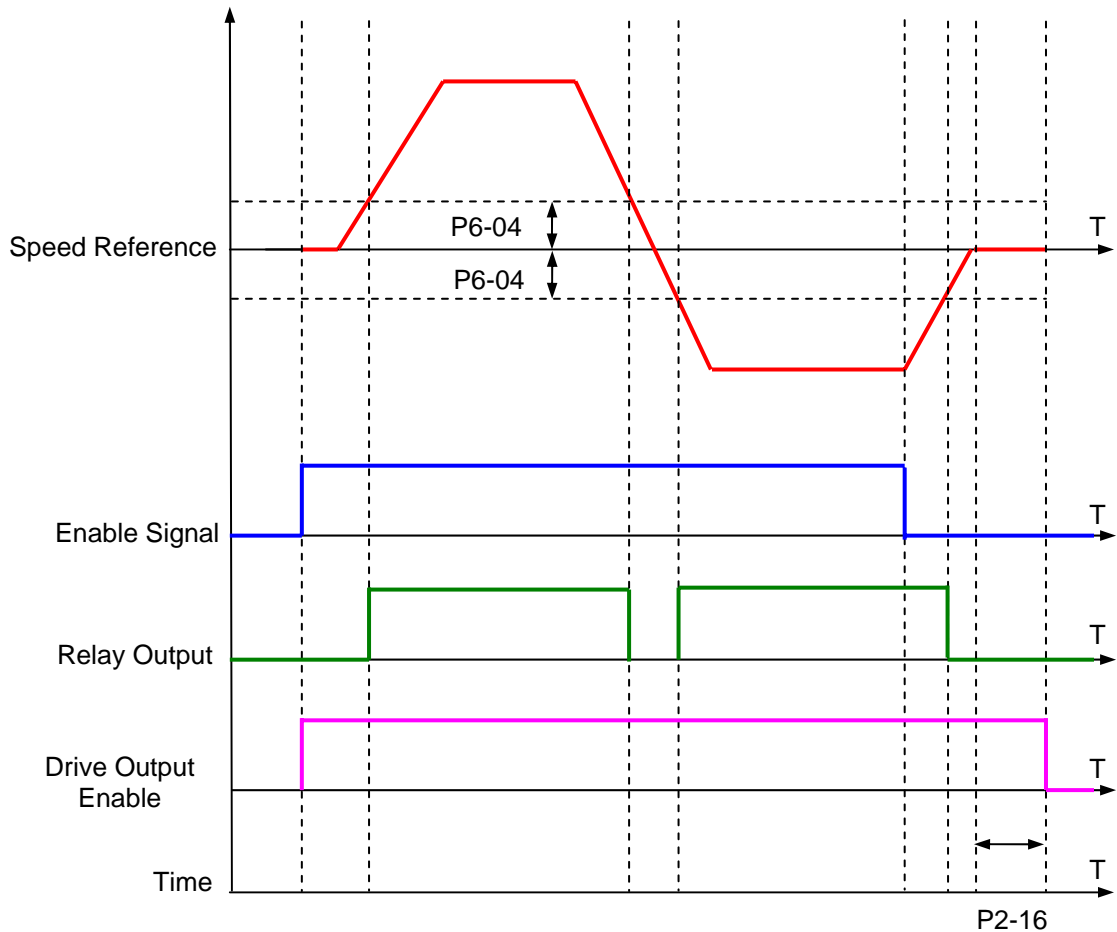 P6-04
T
Speed Reference
P6-04
T
Enable Signal
T
Relay Output
T
Drive Output
Enable
T
Time
P2-16